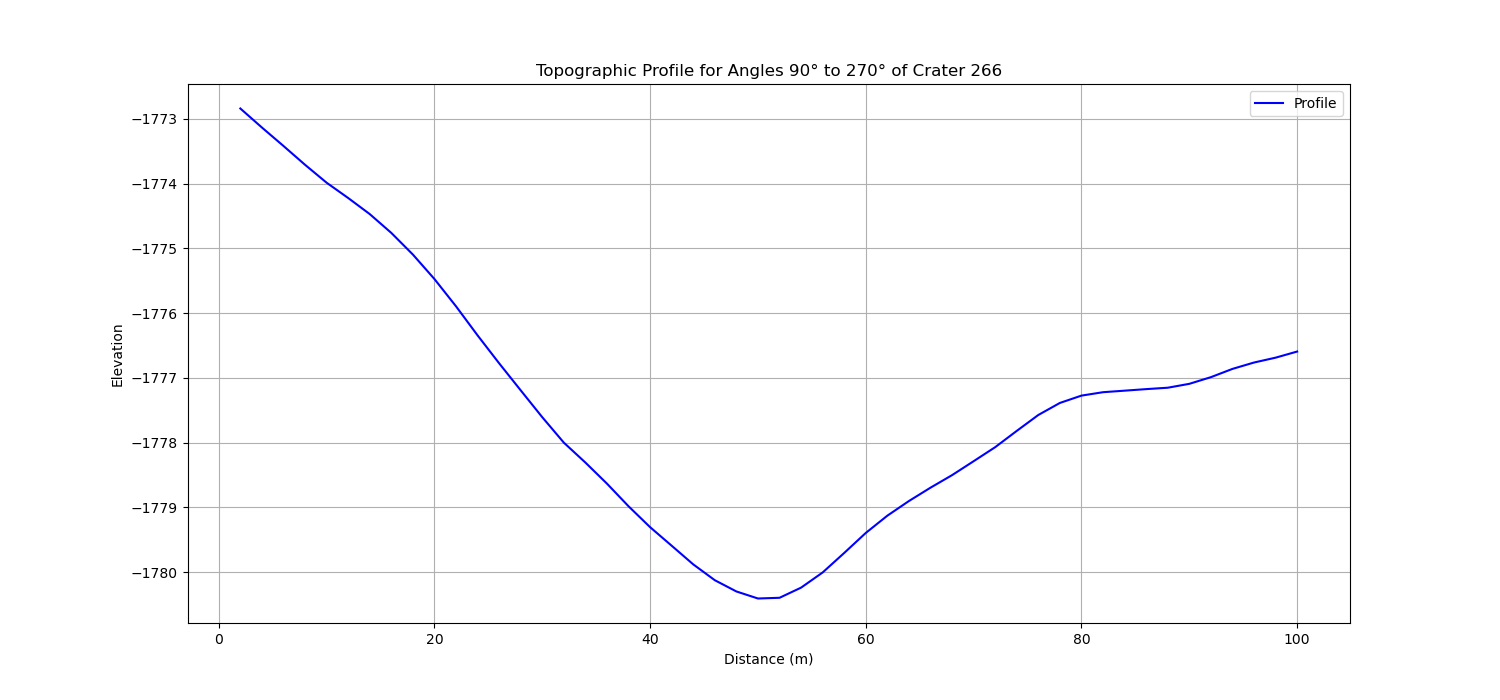 Topographic Profile for Angles 90° to 270° of Crater 266
Profile
−1773
−1774
−1775
−1776
−1777
−1778
−1779
−1780
Elevation
0 20 40 60 80 100
Distance (m)